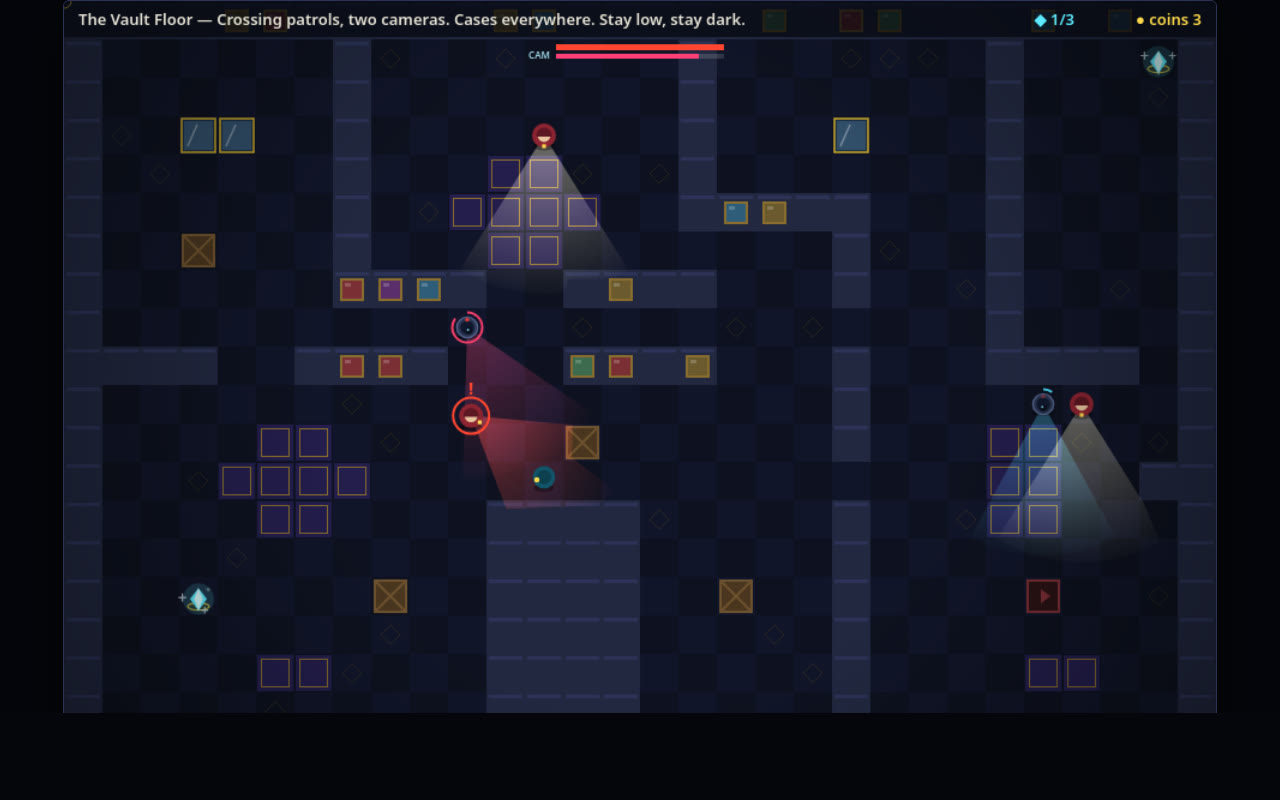 The Vault Floor — Crossing patrols, two cameras. Cases everywhere. Stay low, stay dark.
◆ 1/3
● coins 3
CAM
!